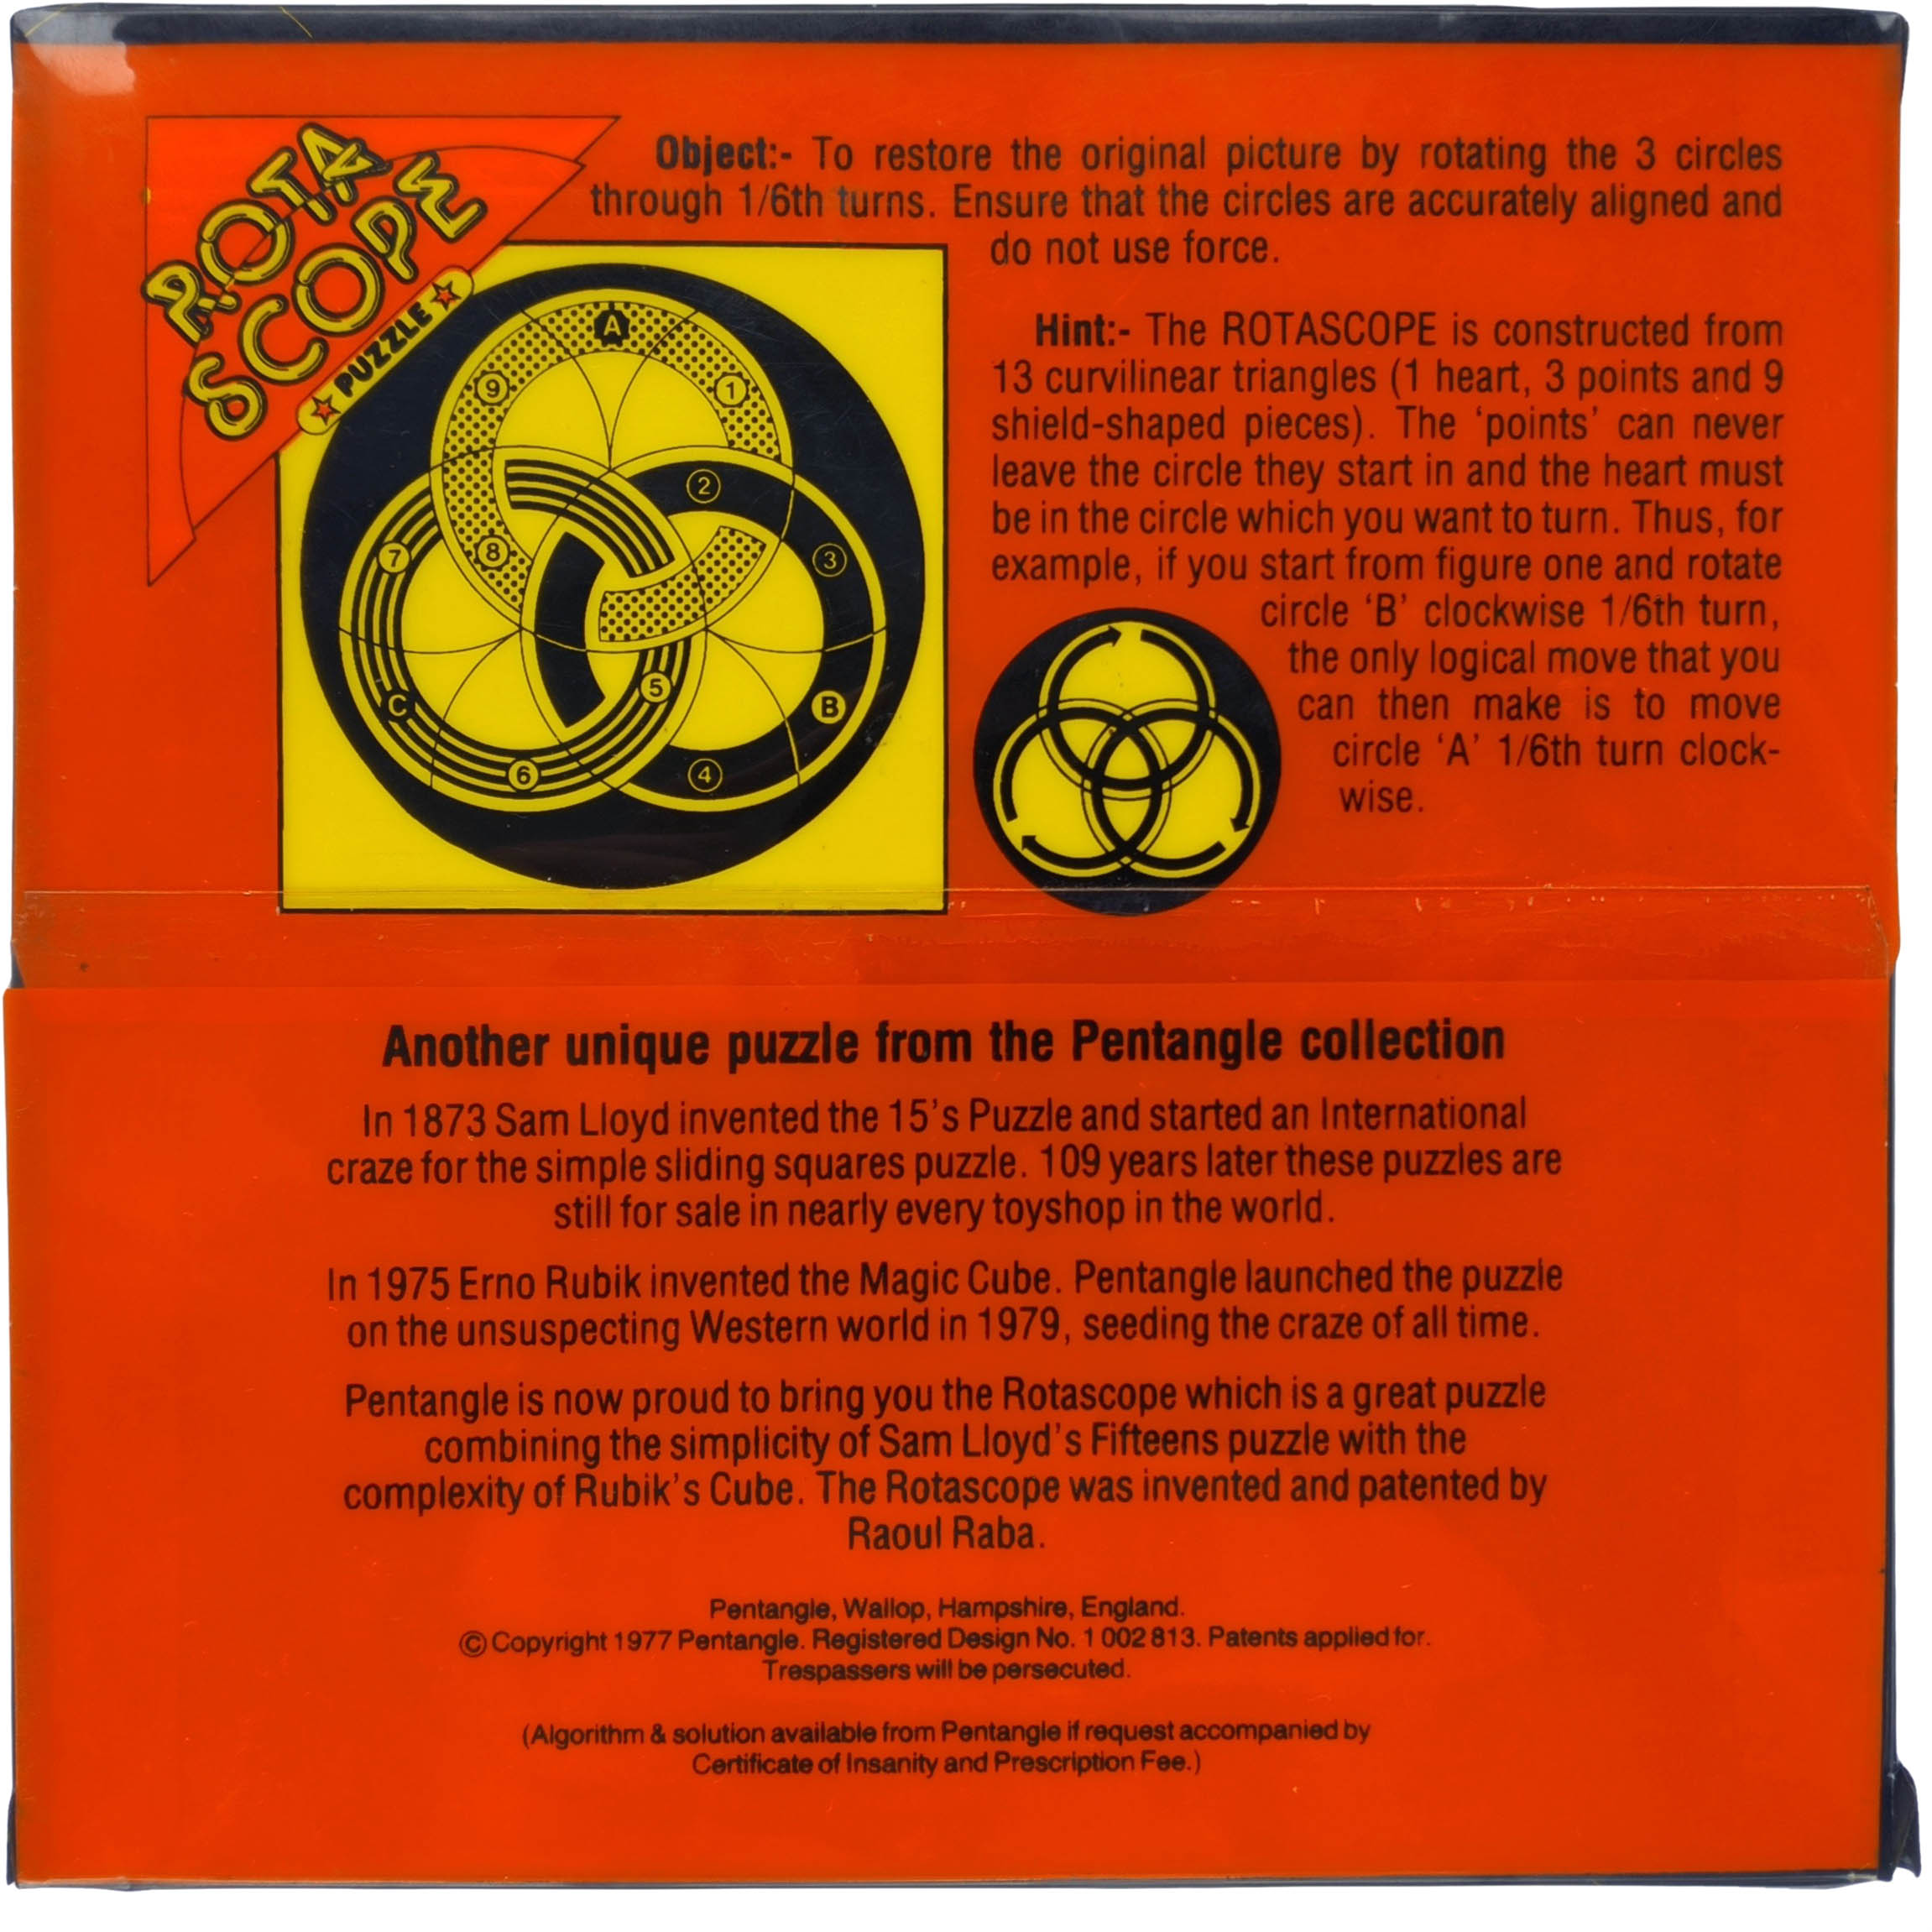 ROTA
SCOPE
PUZZLE
Object:- To restore the original picture by rotating the 3 circles
through 1/6th turns. Ensure that the circles are accurately aligned and
do not use force.
Hint:- The ROTASCOPE is constructed from
13 curvilinear triangles (1 heart, 3 points and 9
shield-shaped pieces). The ‘points’ can never
leave the circle they start in and the heart must
be in the circle which you want to turn. Thus, for
example, if you start from figure one and rotate
circle ‘B’ clockwise 1/6th turn,
the only logical move that you
can then make is to move
circle ‘A’ 1/6th turn clock-
wise.
A
9
1
2
7
8
3
5
C
B
6
4
Another unique puzzle from the Pentangle collection
In 1873 Sam Lloyd invented the 15’s Puzzle and started an International
craze for the simple sliding squares puzzle. 109 years later these puzzles are
still for sale in nearly every toyshop in the world.
In 1975 Erno Rubik invented the Magic Cube. Pentangle launched the puzzle
on the unsuspecting Western world in 1979, seeding the craze of all time.
Pentangle is now proud to bring you the Rotascope which is a great puzzle
combining the simplicity of Sam Lloyd’s Fifteens puzzle with the
complexity of Rubik’s Cube. The Rotascope was invented and patented by
Raoul Raba.
Pentangle, Wallop, Hampshire, England.
© Copyright 1977 Pentangle. Registered Design No. 1 002 813. Patents applied for.
Trespassers will be persecuted.
(Algorithm & solution available from Pentangle if request accompanied by
Certificate of Insanity and Prescription Fee.)